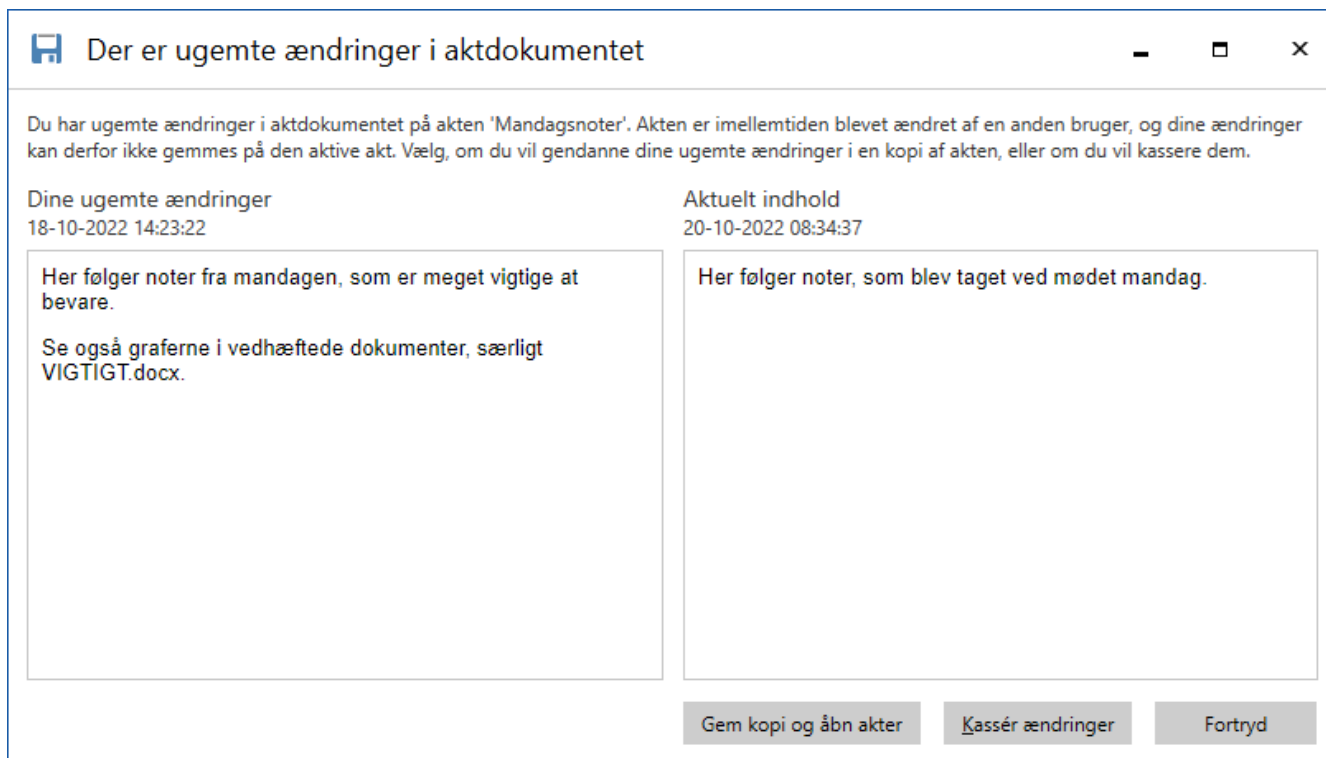 Der er ugemte ændringer i aktdokumentet
Du har ugemte ændringer i aktdokumentet på akten 'Mandagsnoter'. Akten er imellemtiden blevet ændret af en anden bruger, og dine ændringer
kan derfor ikke gemmes på den aktive akt. Vælg, om du vil gendanne dine ugemte ændringer i en kopi af akten, eller om du vil kassere dem.
Dine ugemte ændringer
18-10-2022 14:23:22
Her følger noter fra mandagen, som er meget vigtige at
bevare.
Se også graferne i vedhæftede dokumenter, særligt
VIGTIGT.docx.
Aktuelt indhold
20-10-2022 08:34:37
Her følger noter, som blev taget ved mødet mandag.
Gem kopi og åbn akter
Kassér ændringer
Fortryd